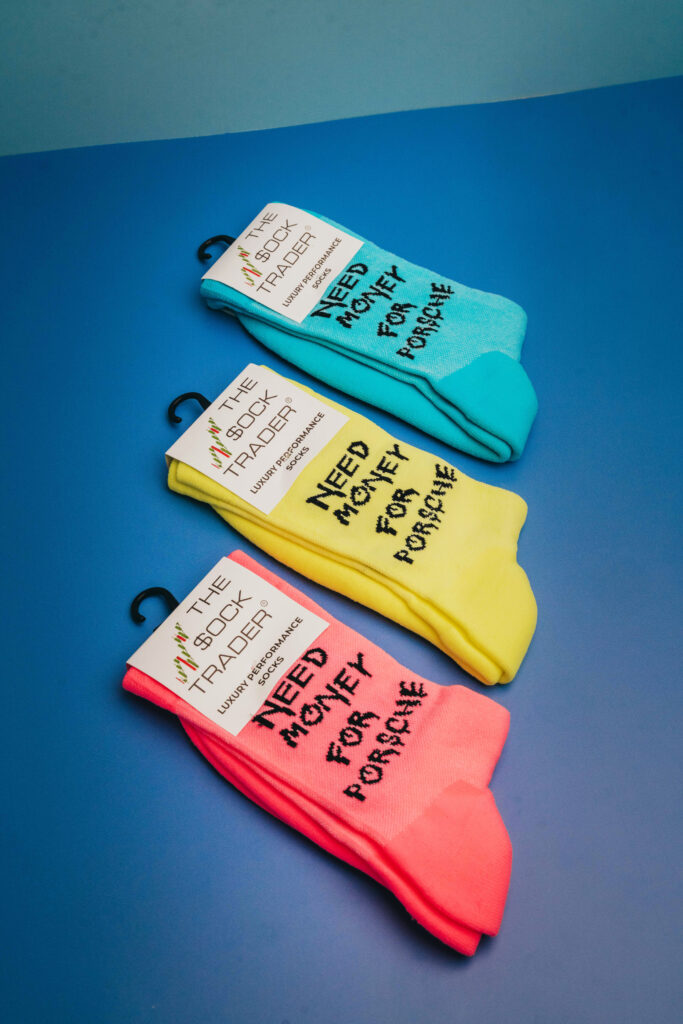 THE
$OCK
TRADER®
LUXURY PERFORMANCE
SOCKS
NEED
MONEY
FOR
PORSCHE
THE
$OCK
TRADER®
LUXURY PERFORMANCE
SOCKS
NEED
MONEY
FOR
PORSCHE
THE
$OCK
TRADER®
LUXURY PERFORMANCE
SOCKS
NEED
MONEY
FOR
PORSCHE